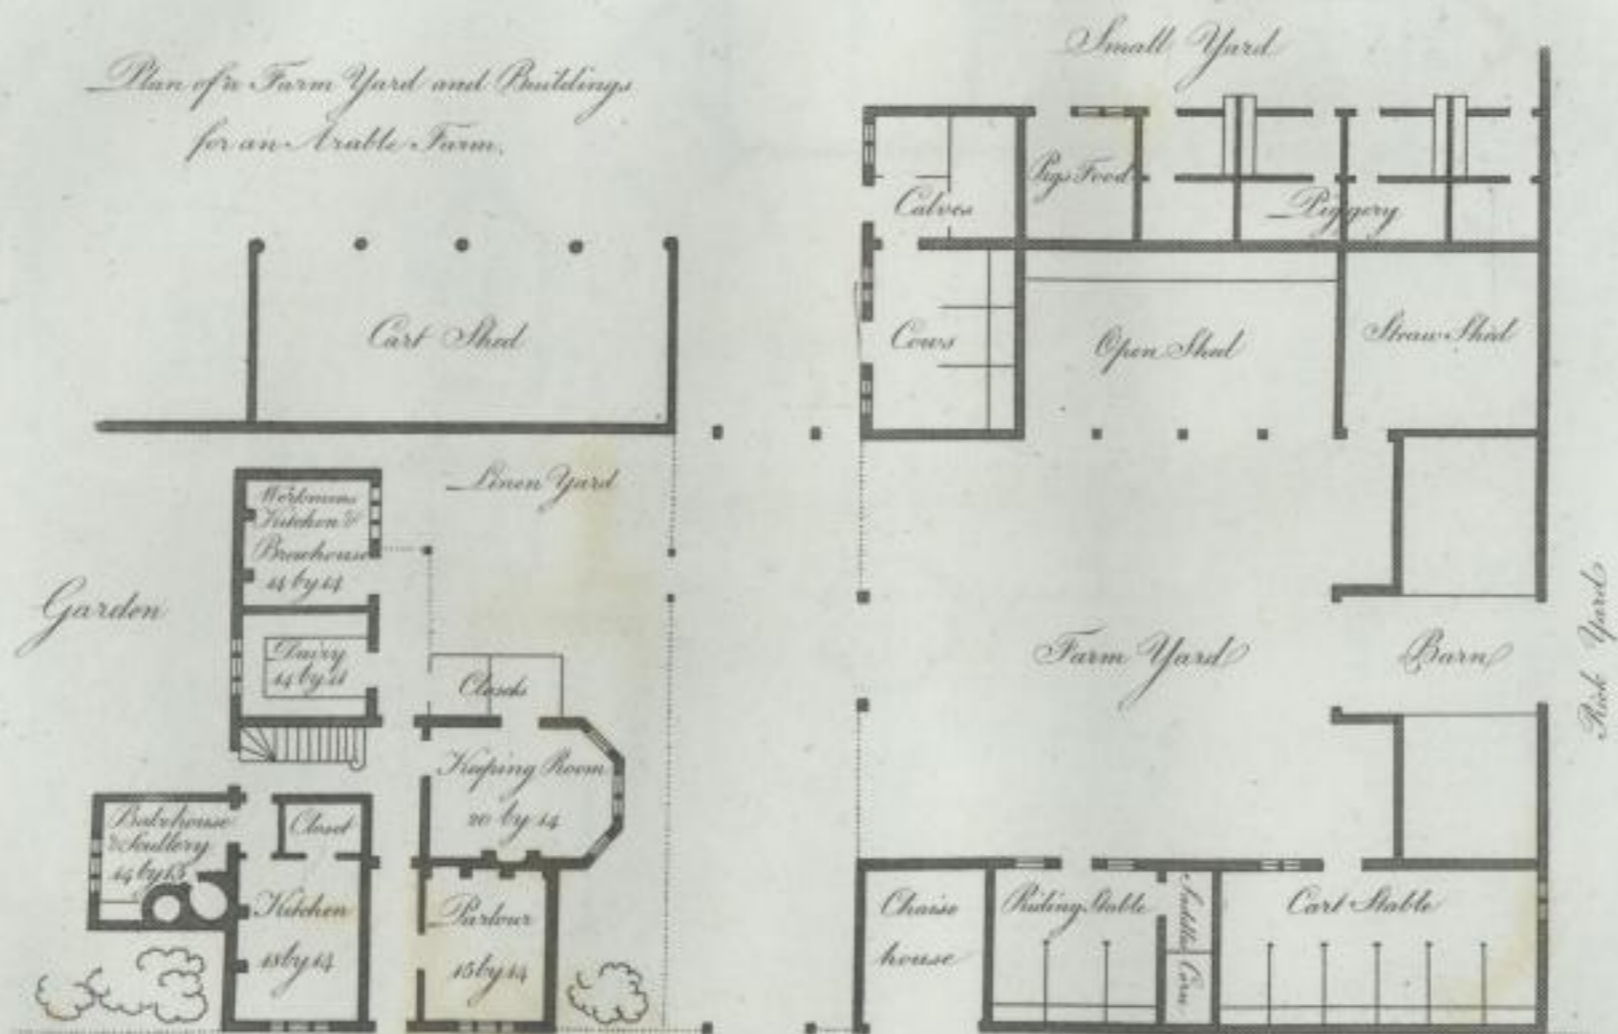 Plan of a Farm Yard and Buildings
for an Arable Farm.
Small Yard
Calves
Pigs Food
Piggery
Cart Shed
Cows
Open Shed
Straw Shed
Linen Yard
Workmens
Kitchen &
Brewhouse
14 by 14
Garden
Dairy
14 by 11
Closets
Farm Yard
Barn
Rick Yard
Keeping Room
20 by 14
Bakehouse
& Scullery
14 by 13
Closet
Kitchen
18 by 14
Parlour
15 by 14
Chaise
house
Riding Stable
Saddles
Corn
Cart Stable